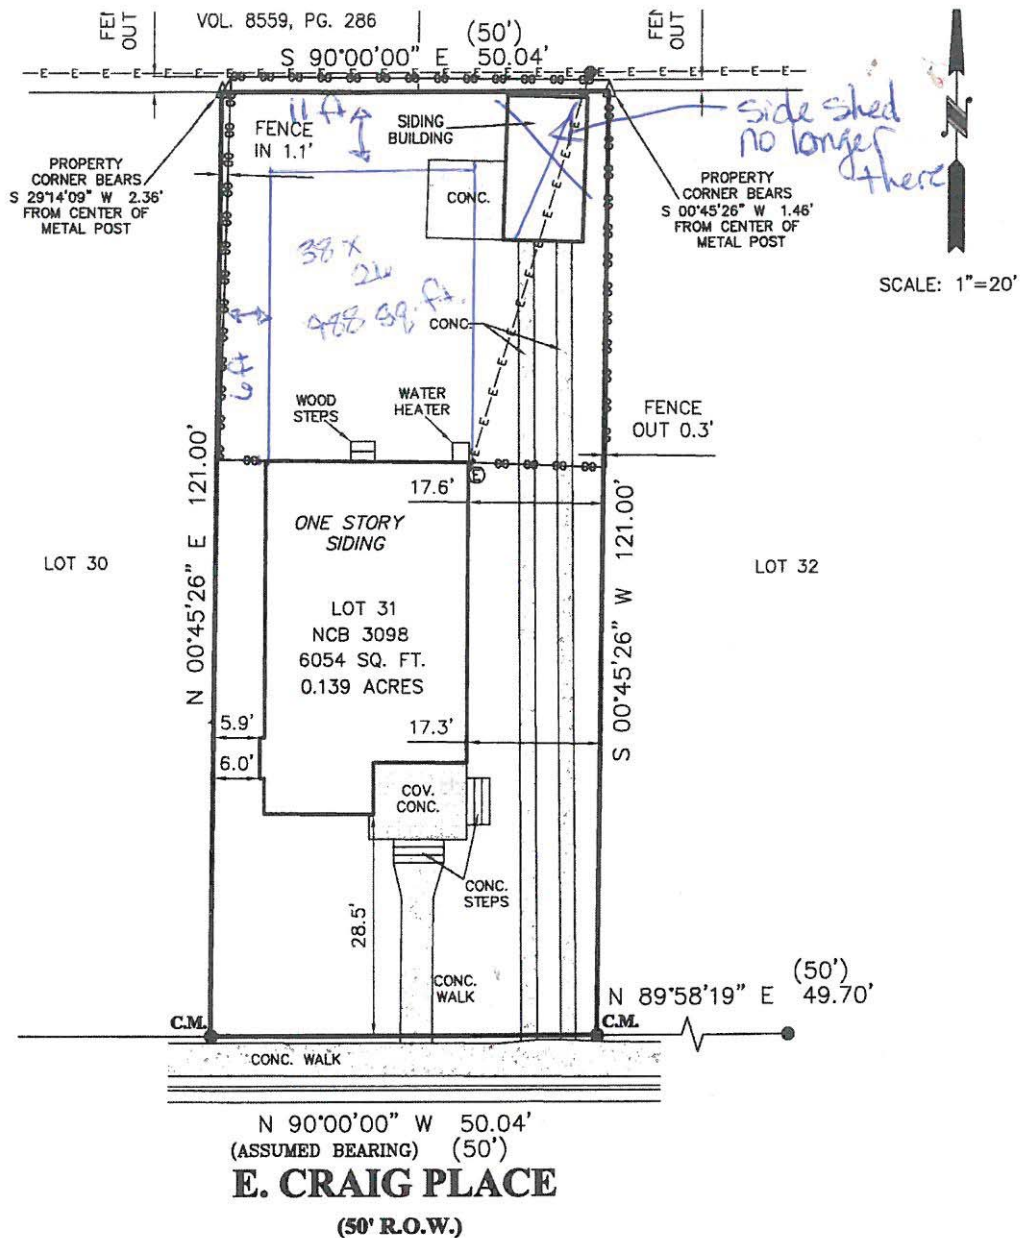 VOL. 8559, PG. 286
(50')
S 90°00'00" E 50.04'
OUT
OUT
E E E E E E E E E E E E E E E E E
11 ft
FENCE
IN 1.1'
SIDING
BUILDING
side shed
no longer
there
PROPERTY
CORNER BEARS
S 29°14'09" W 2.36'
FROM CENTER OF
METAL POST
CONC.
PROPERTY
CORNER BEARS
S 00°45'26" W 1.46'
FROM CENTER OF
METAL POST
N
SCALE: 1"=20'
38 x
988 sq. ft.
6 ft
CONC.
E
WOOD
STEPS
WATER
HEATER
FENCE
OUT 0.3'
E
17.6'
N 00°45'26" E 121.00'
ONE STORY
SIDING
S 00°45'26" W 121.00'
LOT 30
LOT 32
LOT 31
NCB 3098
6054 SQ. FT.
0.139 ACRES
5.9'
17.3'
6.0'
COV.
CONC.
CONC.
STEPS
28.5'
CONC.
WALK
(50')
N 89°58'19" E 49.70'
C.M.
C.M.
CONC. WALK
N 90°00'00" W 50.04'
(ASSUMED BEARING) (50')
E. CRAIG PLACE
(50' R.O.W.)